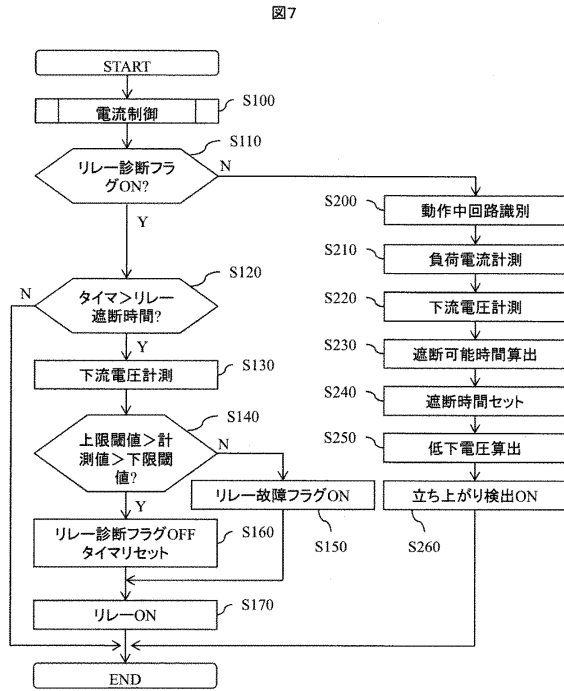 図7
START
電流制御
S100
リレー診断フラ
グON?
S110
N
Y
S200
動作中回路識別
S210
負荷電流計測
S220
下流電圧計測
S230
遮断可能時間算出
S240
遮断時間セット
S250
低下電圧算出
立ち上がり検出ON
S260
タイマ>リレー
遮断時間?
S120
N
Y
下流電圧計測
S130
上限閾値>計
測値>下限閾
値?
S140
N
Y
リレー故障フラグON
S150
リレー診断フラグOFF
タイマリセット
S160
リレーON
S170
END